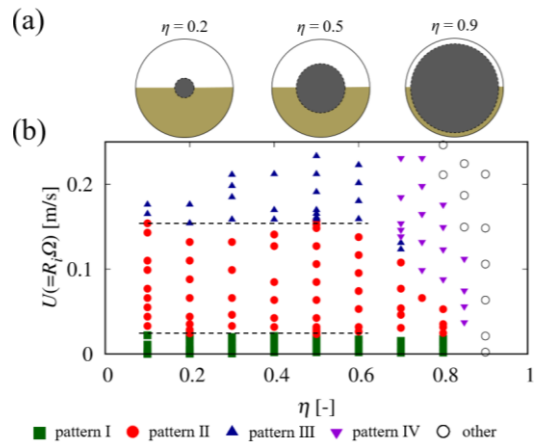 (a)
η = 0.2 η = 0.5 η = 0.9
(b)
0.2
0.1
0
U(=RᵢΩ) [m/s]
0 0.2 0.4 0.6 0.8 1
η [-]
pattern I pattern II pattern III pattern IV other